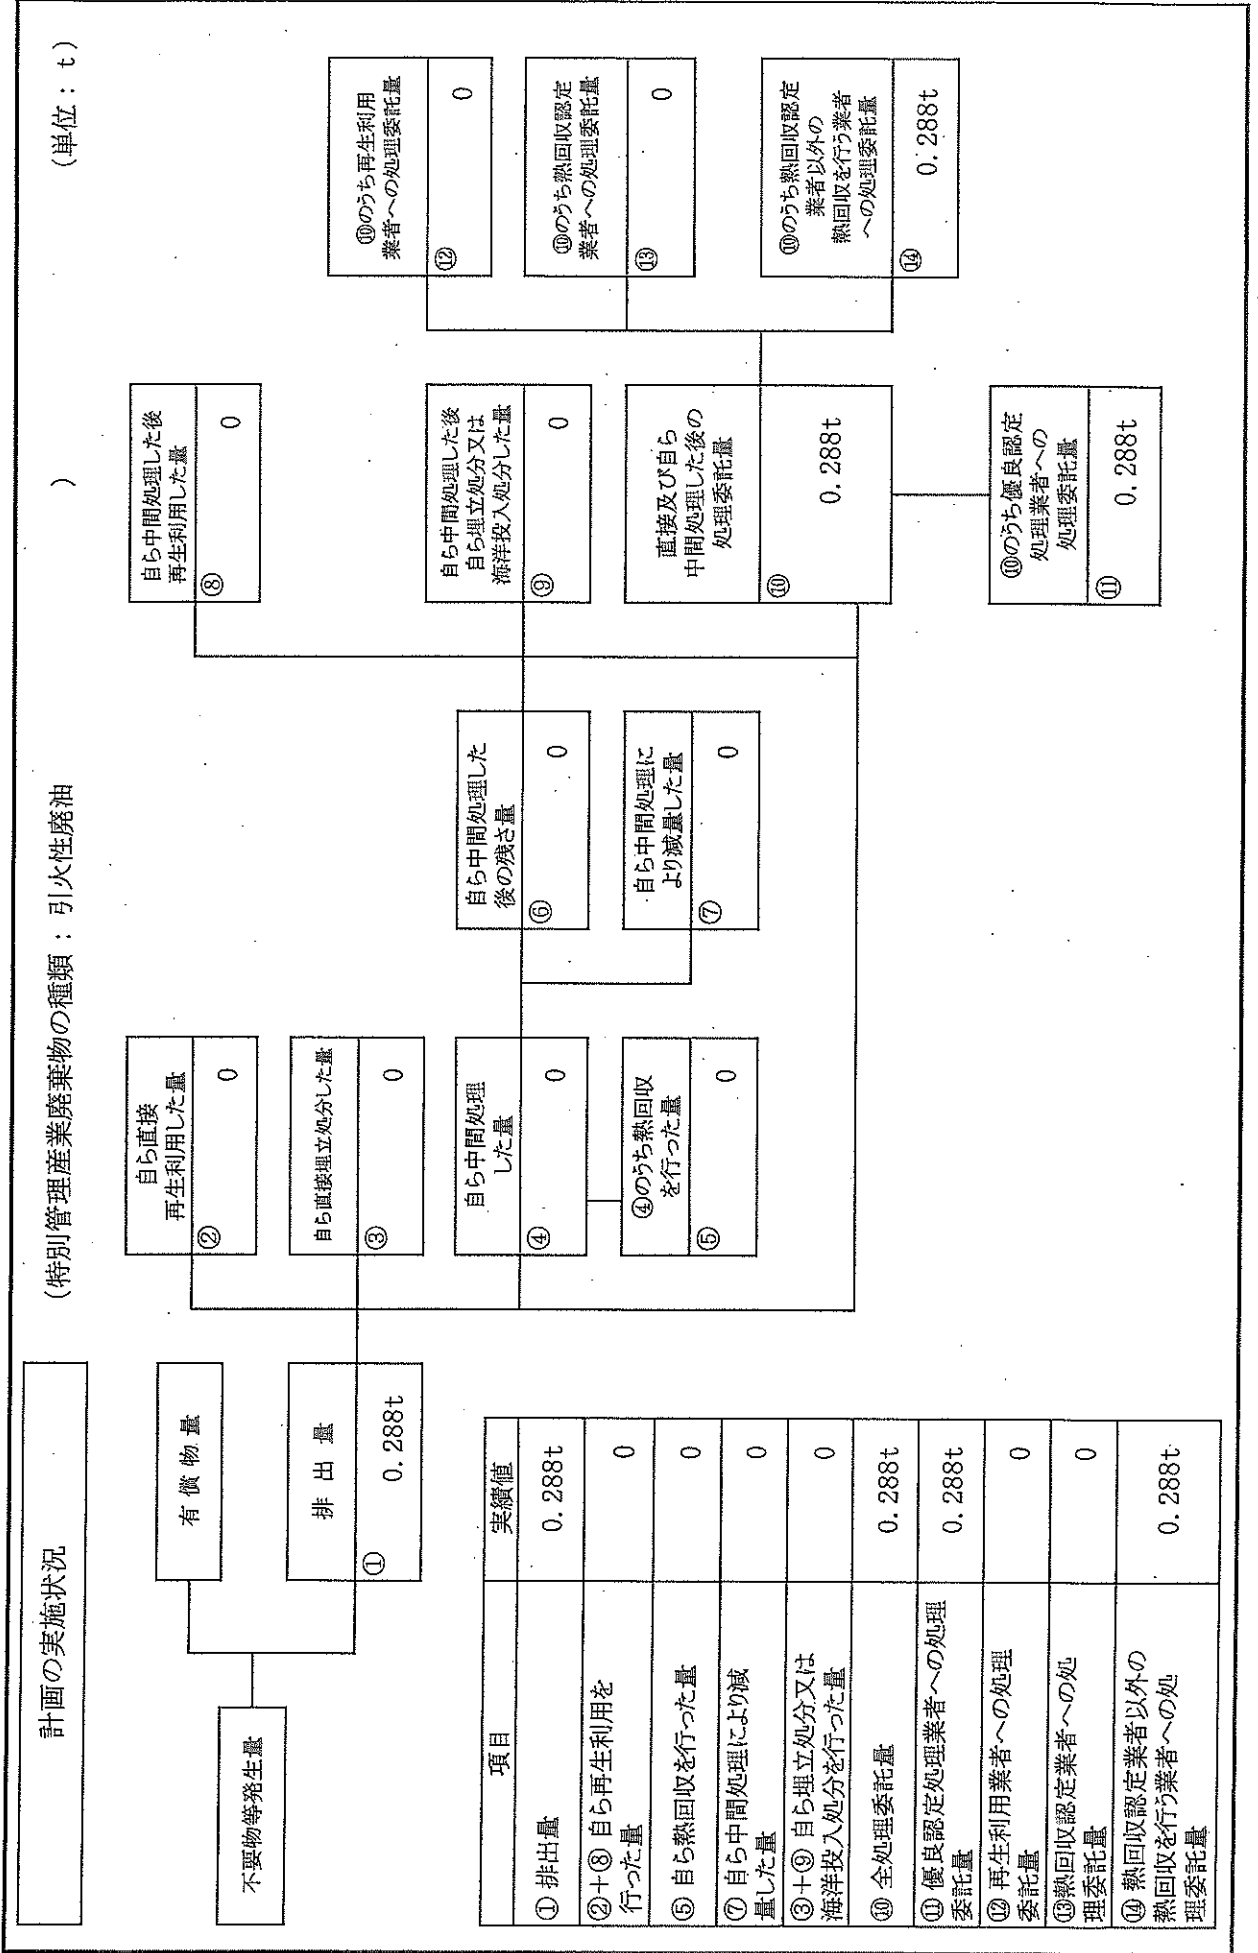 計画の実施状況
(特別管理産業廃棄物の種類：引火性廃油
)
(単位：t)
不要物等発生量
有償物量
排出量
①
0.288t
自ら直接
再生利用した量
②
0
自ら直接埋立処分した量
③
0
自ら中間処理
した量
④
0
④のうち熱回収
を行った量
⑤
0
自ら中間処理した
後の残さ量
⑥
0
自ら中間処理に
より減量した量
⑦
0
自ら中間処理した後
再生利用した量
⑧
0
自ら中間処理した後
自ら埋立処分又は
海洋投入処分した量
⑨
0
直接及び自ら
中間処理した後の
処理委託量
⑩
0.288t
⑩のうち優良認定
処理業者への
処理委託量
⑪
0.288t
⑩のうち再生利用
業者への処理委託量
⑫
0
⑩のうち熱回収認定
業者への処理委託量
⑬
0
⑩のうち熱回収認定
業者以外の
熱回収を行う業者
への処理委託量
⑭
0.288t
項目 実績値
① 排出量 0.288t
②＋⑧ 自ら再生利用を
行った量 0
⑤ 自ら熱回収を行った量 0
⑦ 自ら中間処理により減
量した量 0
③＋⑨ 自ら埋立処分又は
海洋投入処分を行った量 0
⑩ 全処理委託量 0.288t
⑪ 優良認定処理業者への処理
委託量 0.288t
⑫ 再生利用業者への処理
委託量 0
⑬熱回収認定業者への処
理委託量 0
⑭ 熱回収認定業者以外の
熱回収を行う業者への処
理委託量 0.288t